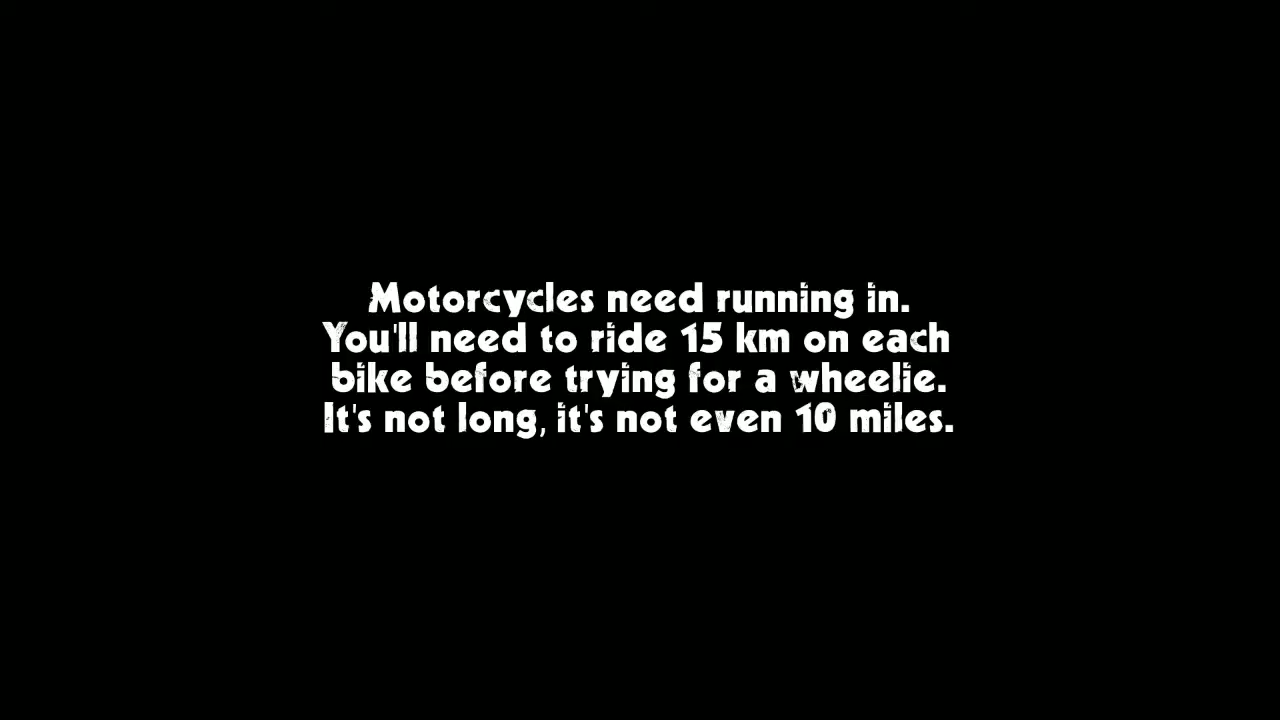 Motorcycles need running in.
You'll need to ride 15 km on each
bike before trying for a wheelie.
It's not long, it's not even 10 miles.